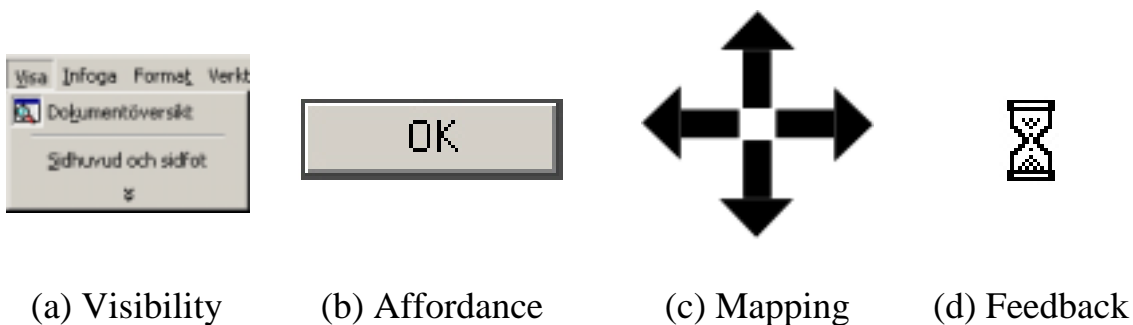 Visa Infoga Format Verkt
Dokumentöversikt
Sidhuvud och sidfot
OK
(a) Visibility (b) Affordance (c) Mapping (d) Feedback